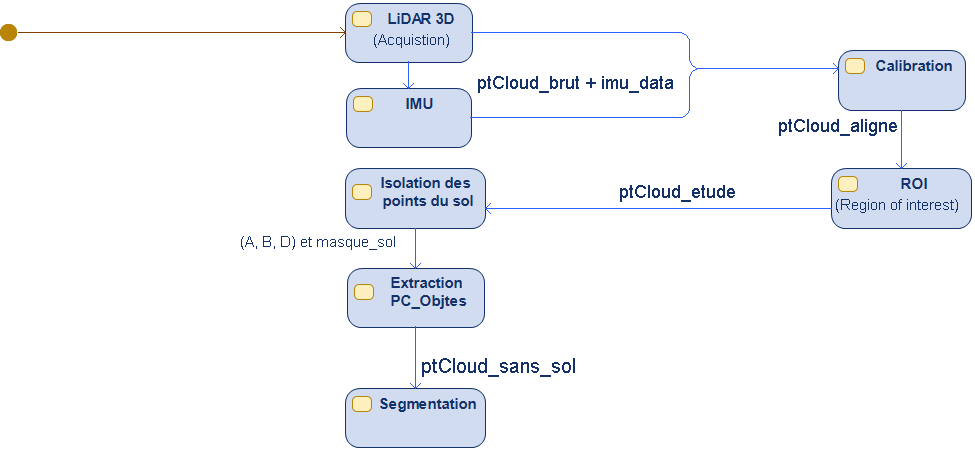 LiDAR 3D
(Acquistion)
IMU
ptCloud_brut + imu_data
Calibration
ptCloud_aligne
ROI
(Region of interest)
ptCloud_etude
Isolation des
points du sol
(A, B, D) et masque_sol
Extraction
PC_Objtes
ptCloud_sans_sol
Segmentation